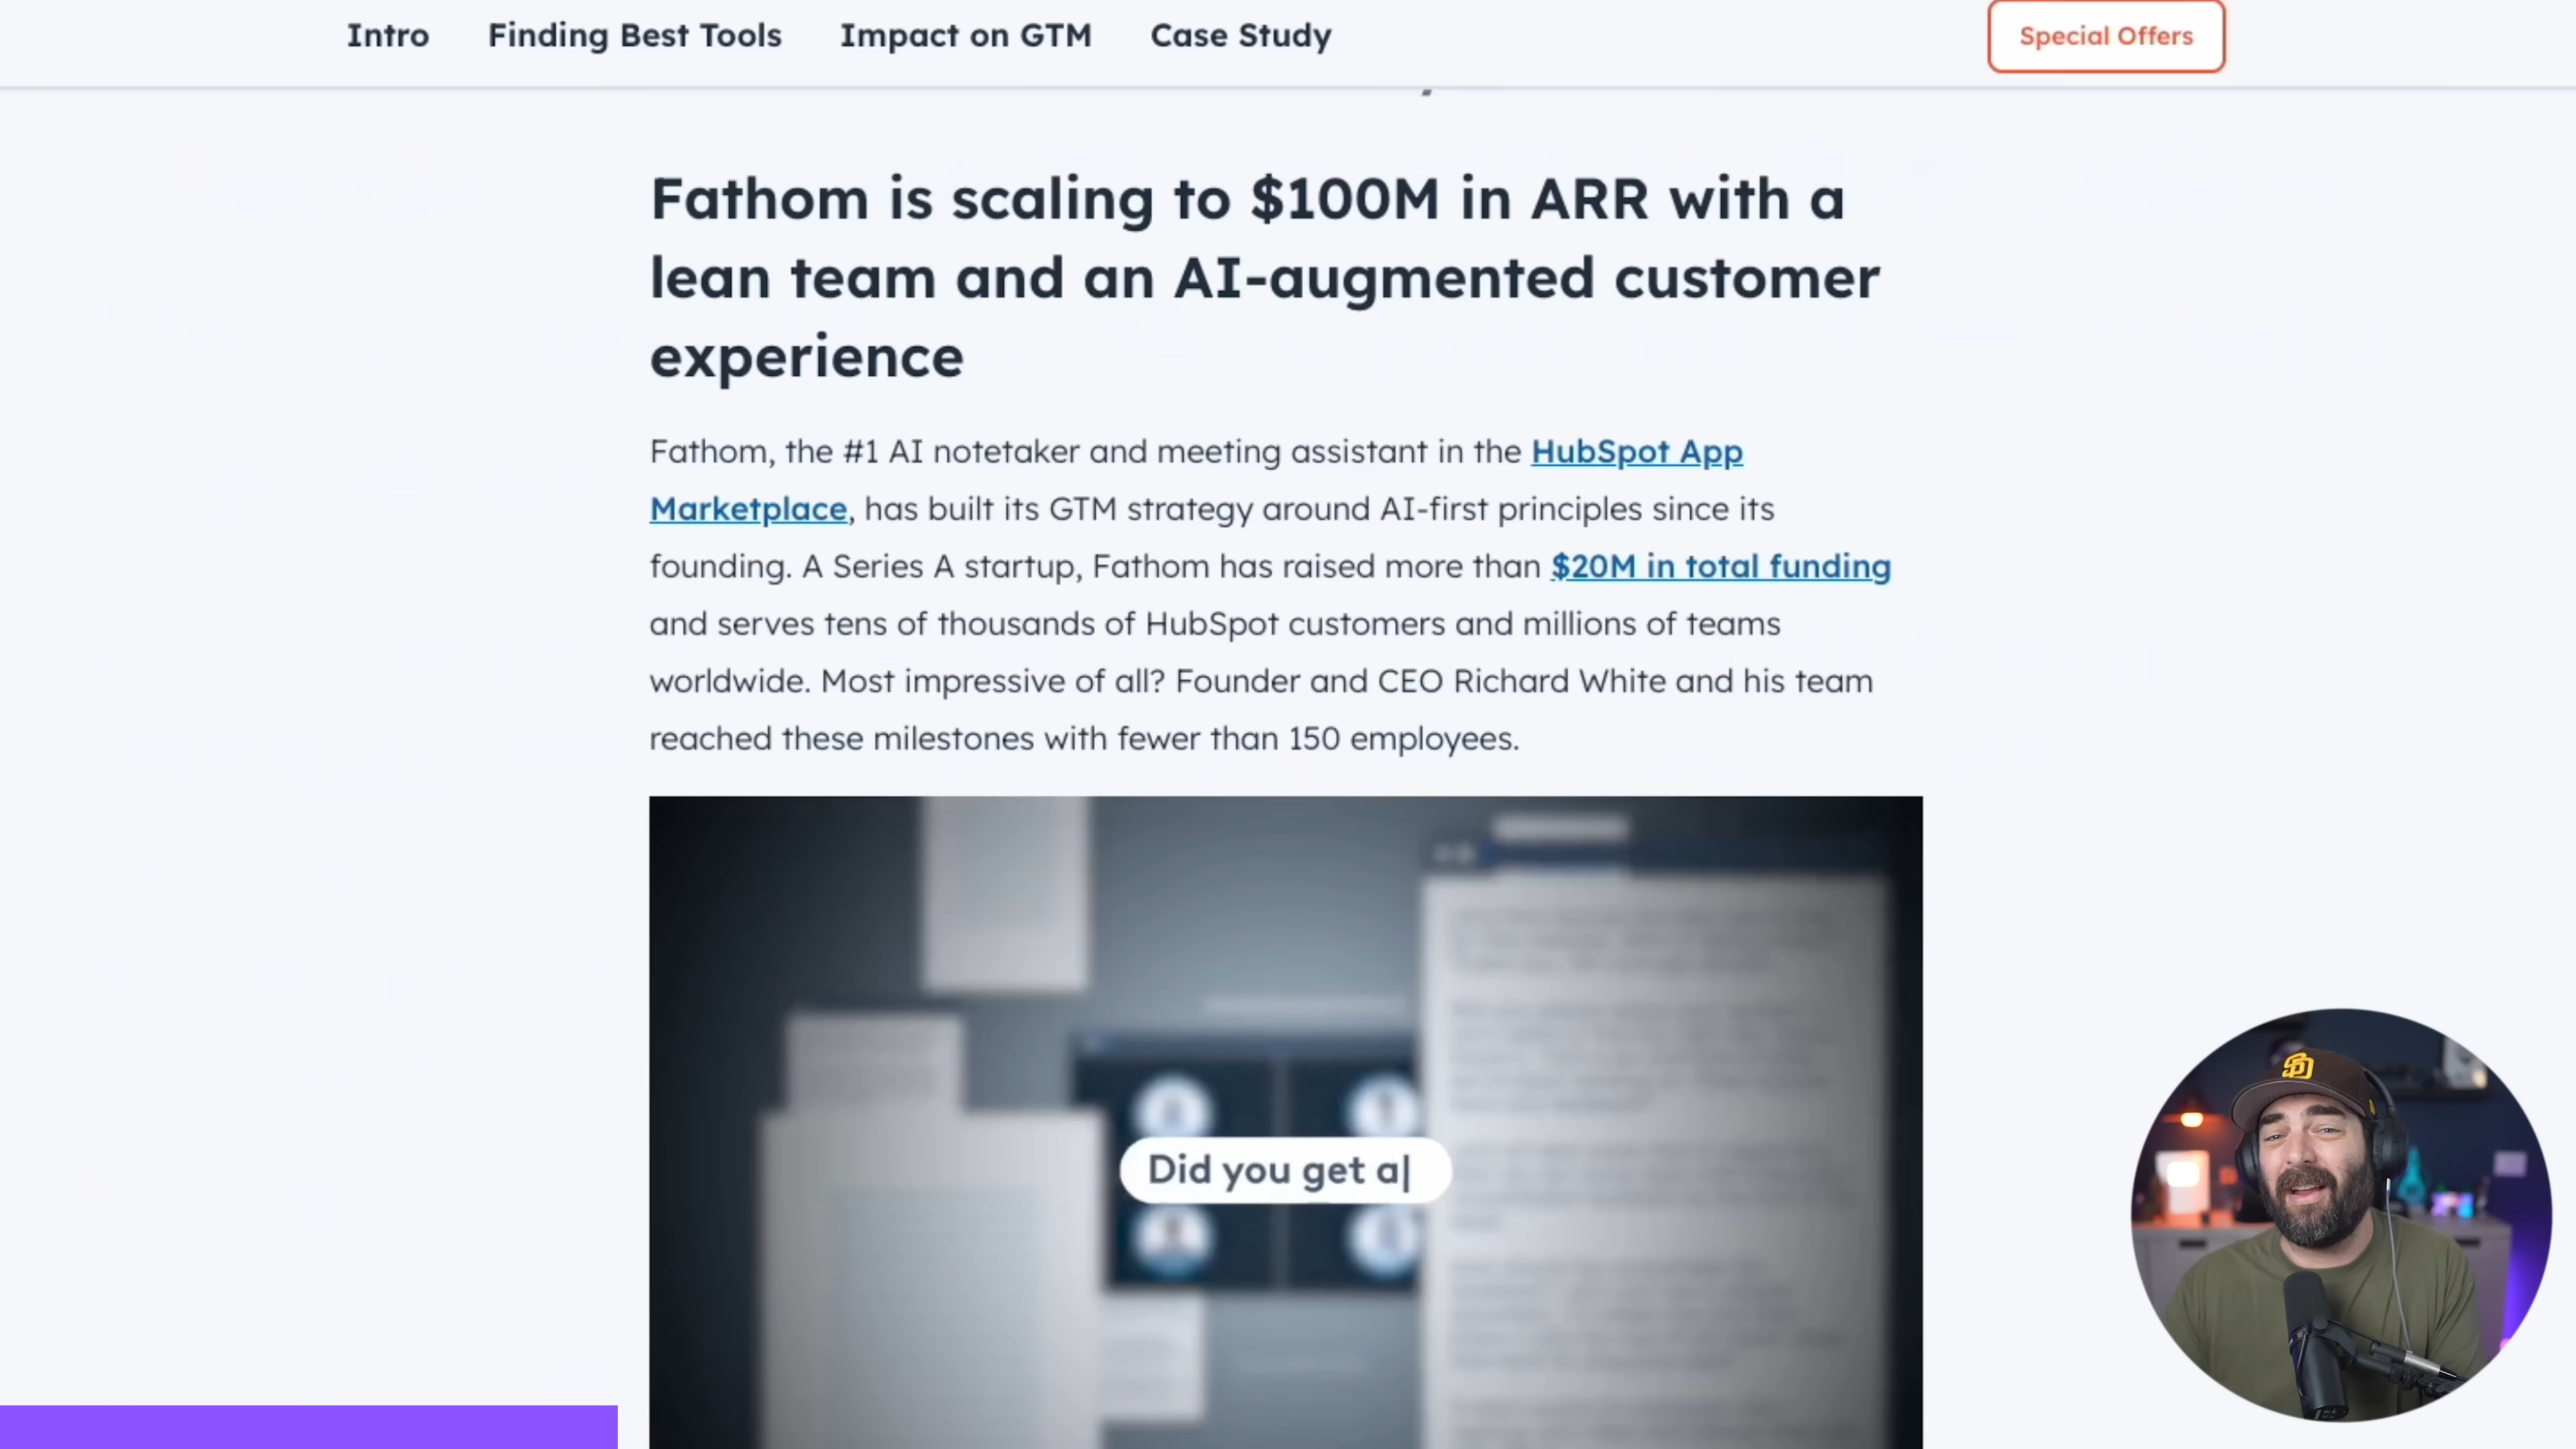 Intro Finding Best Tools Impact on GTM Case Study Special Offers
Fathom is scaling to $100M in ARR with a
lean team and an AI-augmented customer
experience
Fathom, the #1 AI notetaker and meeting assistant in the HubSpot App
Marketplace, has built its GTM strategy around AI-first principles since its
founding. A Series A startup, Fathom has raised more than $20M in total funding
and serves tens of thousands of HubSpot customers and millions of teams
worldwide. Most impressive of all? Founder and CEO Richard White and his team
reached these milestones with fewer than 150 employees.
Did you get a|
SD